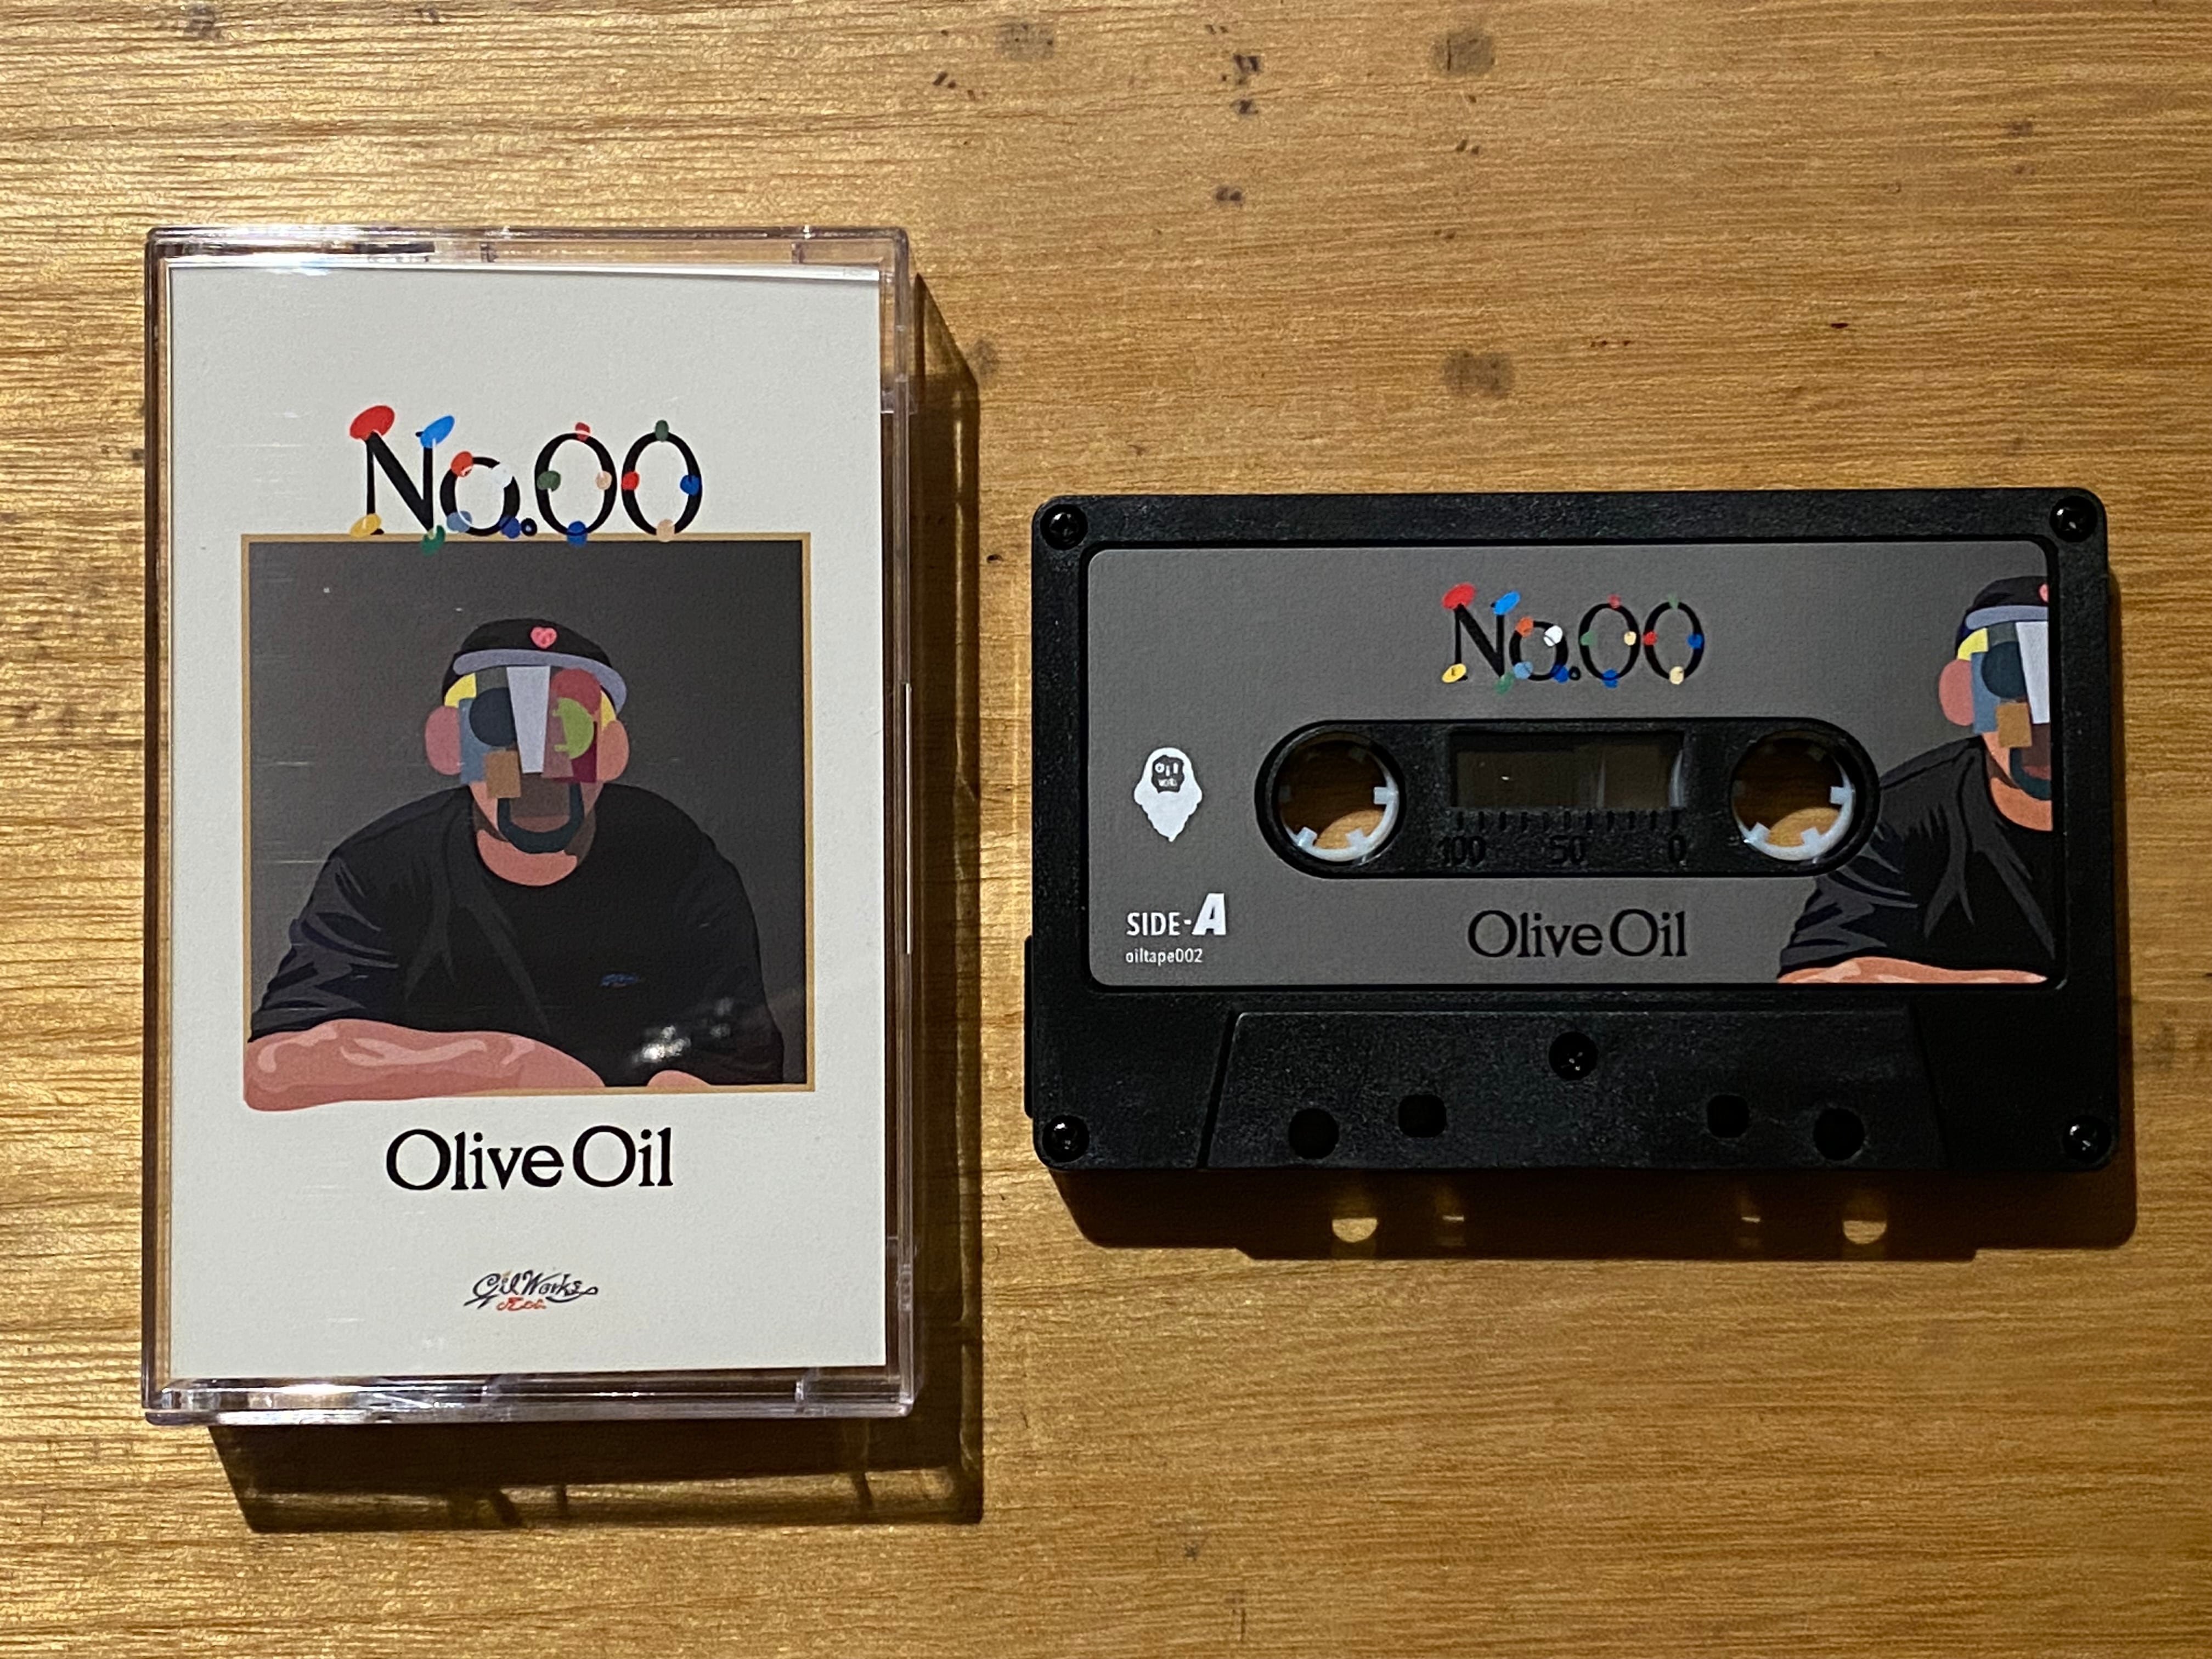 No.00
Olive Oil
Oil Works
No.00
100 50 0
SIDE-A
oiltape002
Olive Oil